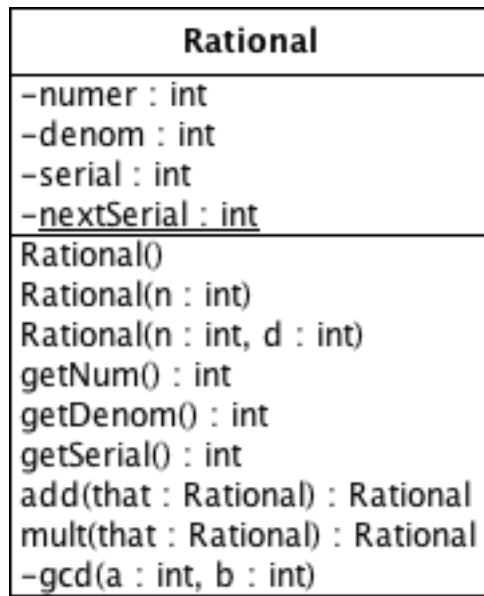 Rational
-numer : int
-denom : int
-serial : int
-nextSerial : int
Rational()
Rational(n : int)
Rational(n : int, d : int)
getNum() : int
getDenom() : int
getSerial() : int
add(that : Rational) : Rational
mult(that : Rational) : Rational
-gcd(a : int, b : int)